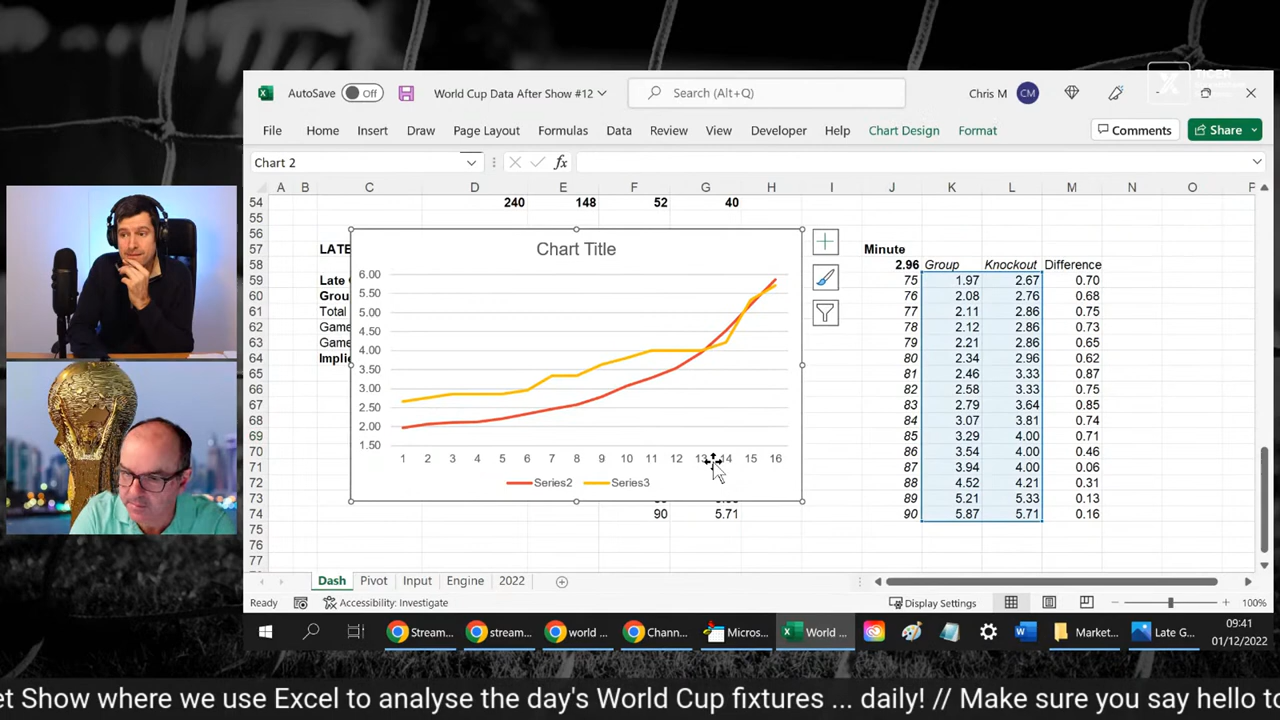 AutoSave Off World Cup Data After Show #12 Search (Alt+Q) Chris M CM
File Home Insert Draw Page Layout Formulas Data Review View Developer Help Chart Design Format Comments Share
Chart 2 fx
A B C D E F G H I J K L M N O
54 240 148 52 40
55
57 LATE Minute
58 2.96 Group Knockout Difference
59 Late 75 1.97 2.67 0.70
60 Grou 76 2.08 2.76 0.68
61 Total 77 2.11 2.86 0.75
62 Game 78 2.12 2.86 0.73
63 Game 79 2.21 2.86 0.65
64 Implie 80 2.34 2.96 0.62
65 81 2.46 3.33 0.87
66 82 2.58 3.33 0.75
67 83 2.79 3.64 0.85
68 84 3.07 3.81 0.74
69 85 3.29 4.00 0.71
70 86 3.54 4.00 0.46
71 87 3.94 4.00 0.06
72 88 4.52 4.21 0.31
73 89 5.21 5.33 0.13
74 90 5.71 90 5.87 5.71 0.16
75
76
77
Chart Title
6.00
5.50
5.00
4.50
4.00
3.50
3.00
2.50
2.00
1.50
1 2 3 4 5 6 7 8 9 10 11 12 13 14 15 16
Series2 Series3
Dash Pivot Input Engine 2022
Ready Accessibility: Investigate Display Settings 100%
Stream... stream... world ... Chann... Micros... World ... Market... Late G... 09:41
01/12/2022
et Show where we use Excel to analyse the day's World Cup fixtures ... daily! // Make sure you say hello to